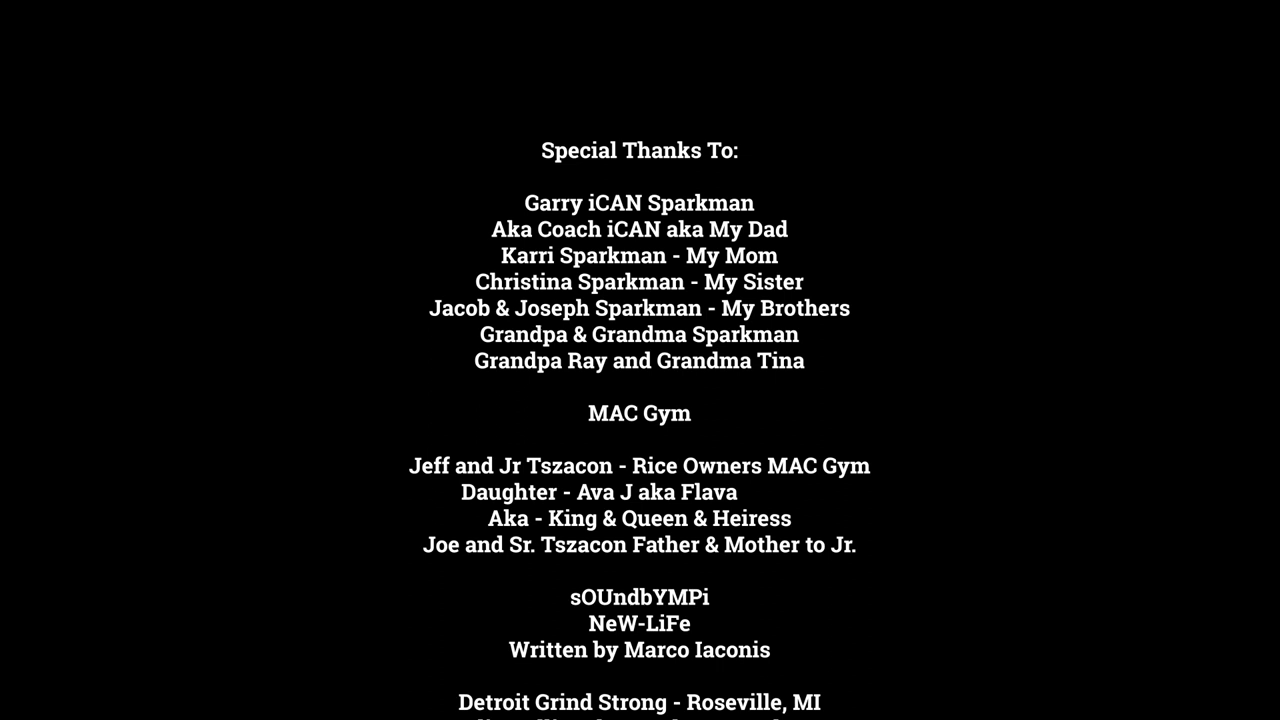 Special Thanks To:
Garry iCAN Sparkman
Aka Coach iCAN aka My Dad
Karri Sparkman - My Mom
Christina Sparkman - My Sister
Jacob & Joseph Sparkman - My Brothers
Grandpa & Grandma Sparkman
Grandpa Ray and Grandma Tina
MAC Gym
Jeff and Jr Tszacon - Rice Owners MAC Gym
Daughter - Ava J aka Flava
Aka - King & Queen & Heiress
Joe and Sr. Tszacon Father & Mother to Jr.
sOUndbYMPi
NeW-LiFe
Written by Marco Iaconis
Detroit Grind Strong - Roseville, MI